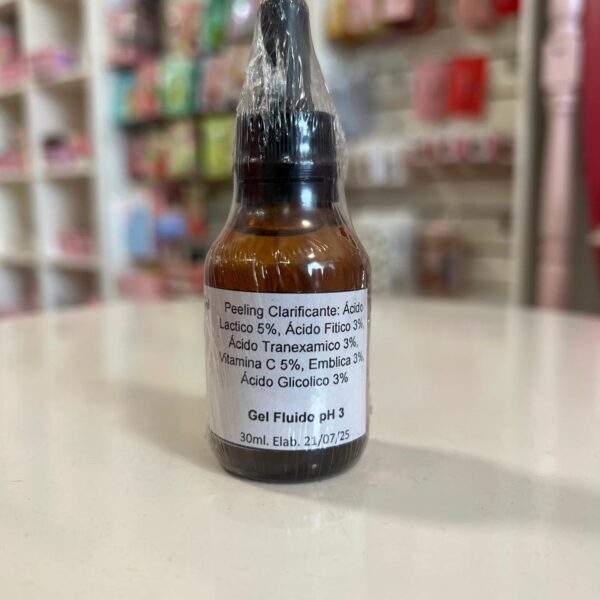 Peeling Clarificante: Ácido
Lactico 5%, Ácido Fitico 3%,
Ácido Tranexamico 3%,
Vitamina C 5%, Emblica 3%,
Ácido Glicolico 3%
Gel Fluido pH 3
30ml. Elab. 21/07/25